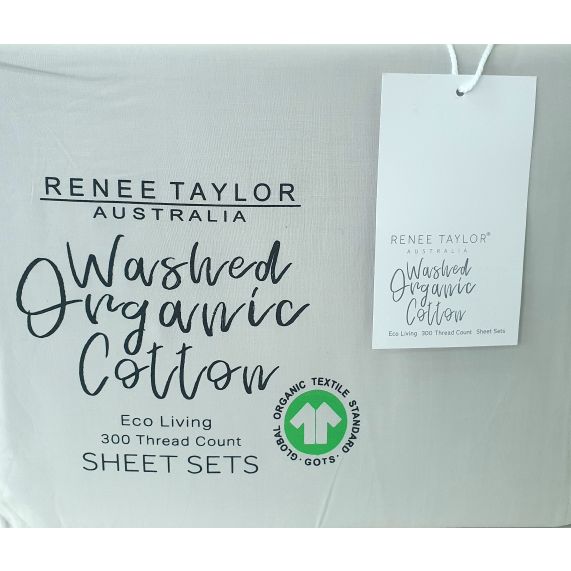 RENEE TAYLOR
AUSTRALIA
Washed
Organic
Cotton
Eco Living
300 Thread Count
SHEET SETS
GLOBAL ORGANIC TEXTILE STANDARD
· GOTS ·
RENEE TAYLOR®
AUSTRALIA
Washed
Organic
Cotton
Eco Living 300 Thread Count Sheet Sets